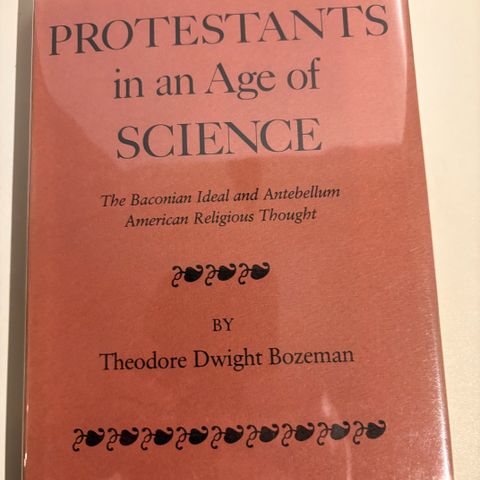 PROTESTANTS
in an Age of
SCIENCE
The Baconian Ideal and Antebellum
American Religious Thought
BY
Theodore Dwight Bozeman